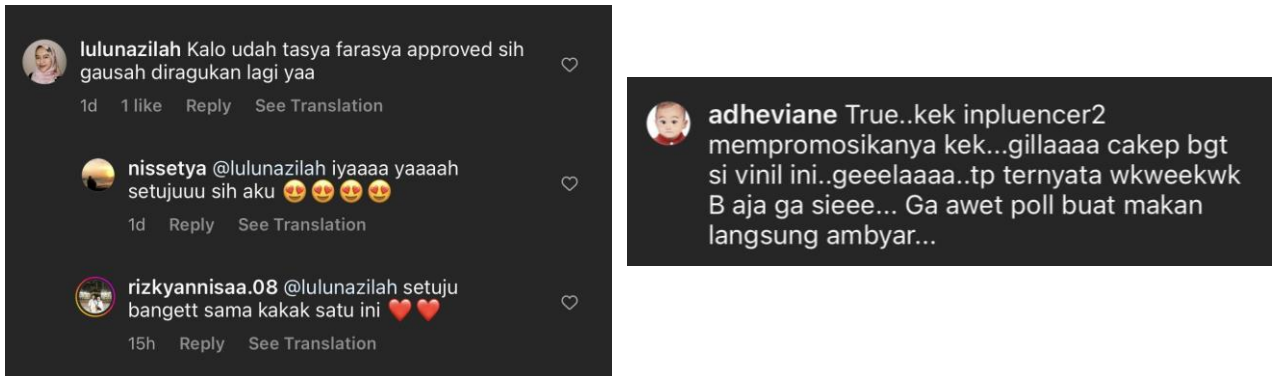 lulunazilah Kalo udah tasya farasya approved sih
gausah diragukan lagi yaa
1d 1 like Reply See Translation
nissetya @lulunazilah iyaaaa yaaaah
setujuuu sih aku 😍😍😍😍
1d Reply See Translation
rizkyannisaa.08 @lulunazilah setuju
bangett sama kakak satu ini ❤️❤️
15h Reply See Translation
adheviane True..kek inpluencer2
mempromosikanya kek...gillaaaa cakep bgt
si vinil ini..geeelaaaa..tp ternyata wkweekwk
B aja ga sieee... Ga awet poll buat makan
langsung ambyar...